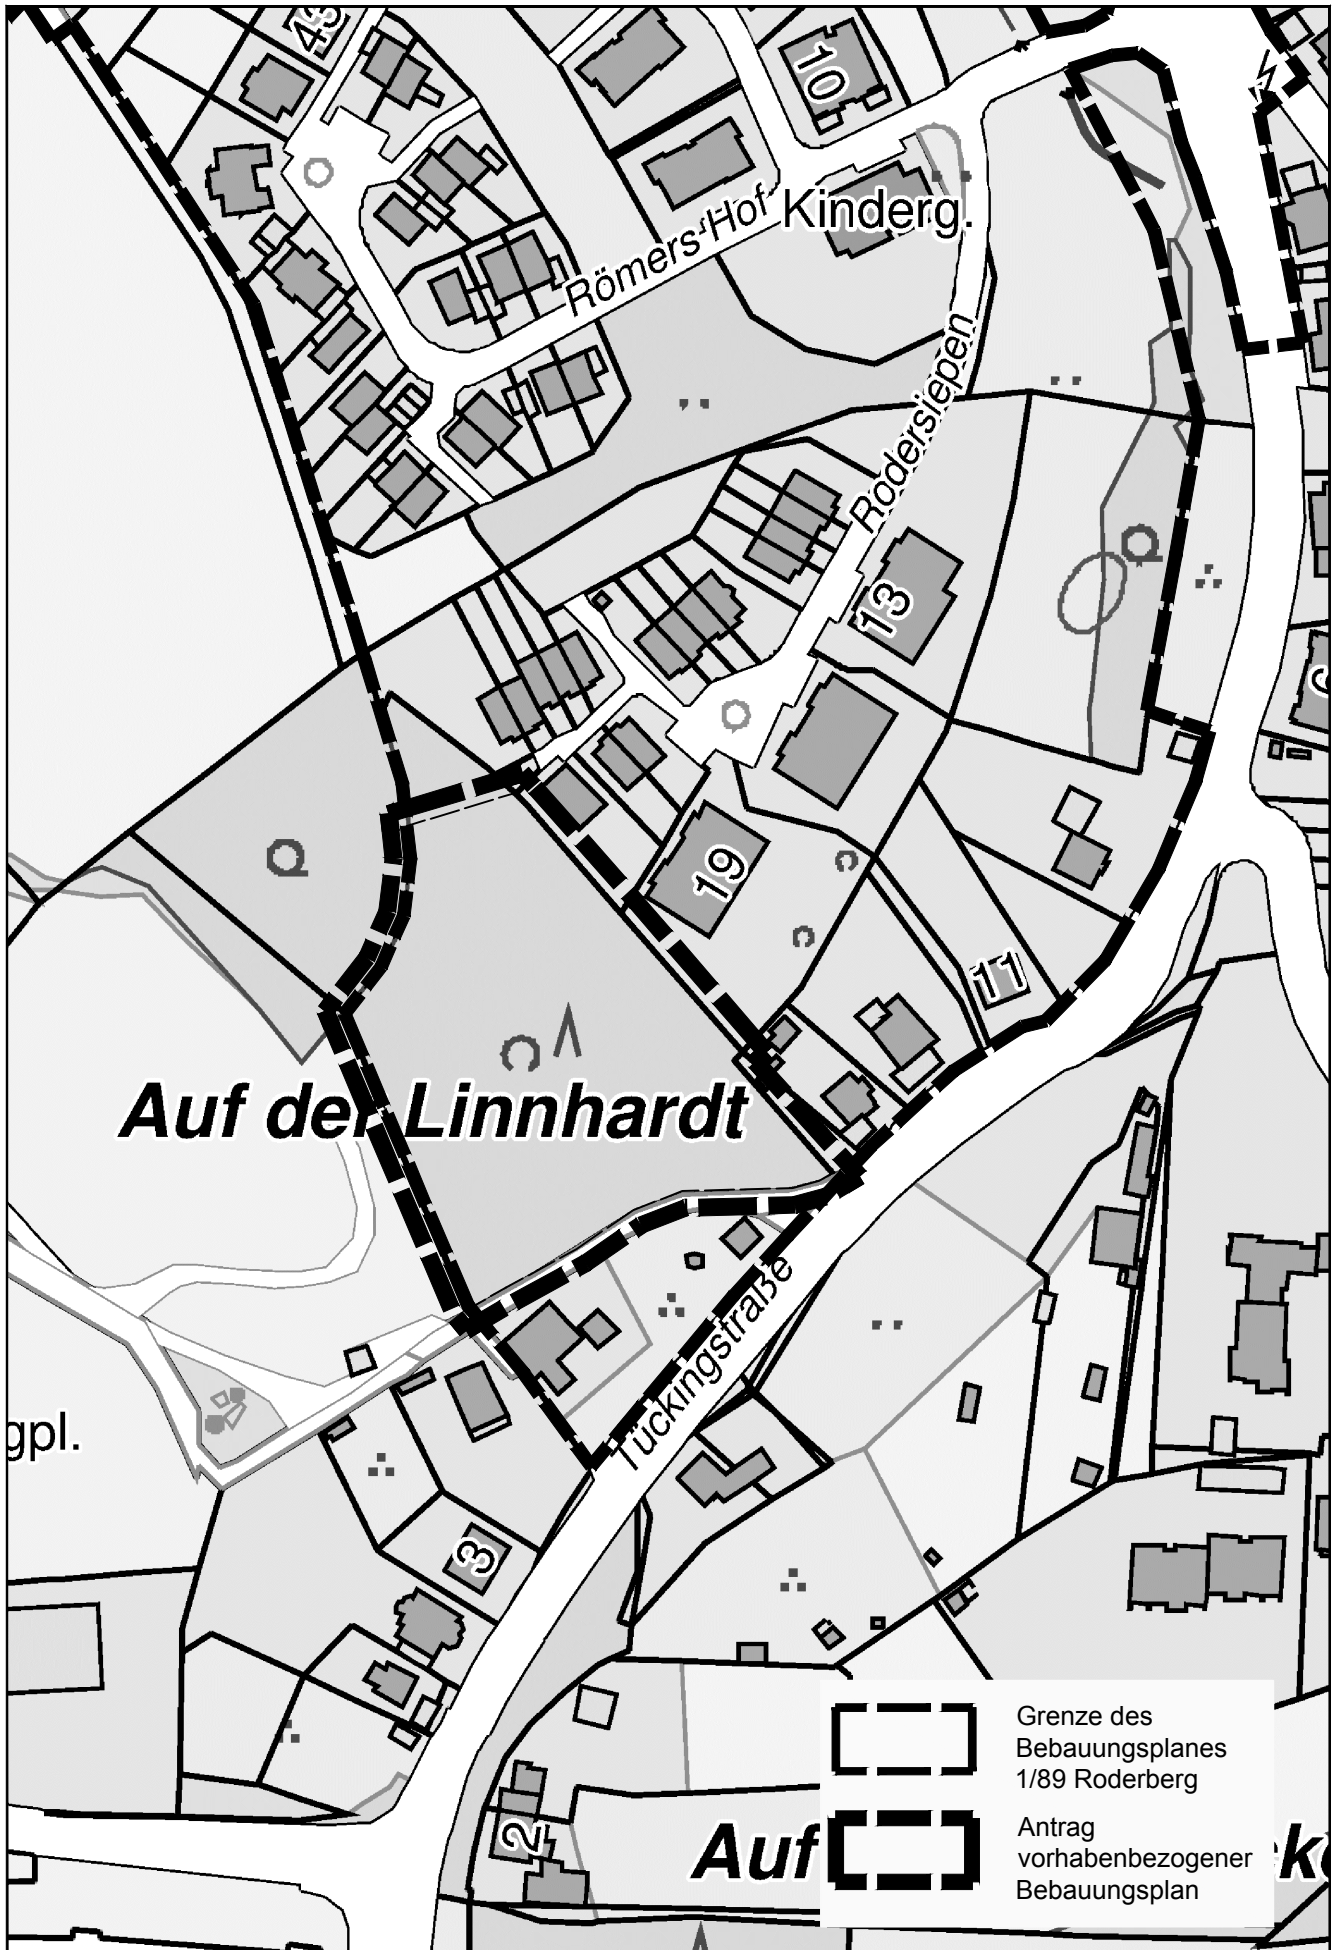 43
10
Kinderg.
Römers Hof
Rodersiepen
13
6
19
11
Auf der Linnhardt
Tückingstraße
gpl.
3
Grenze des
Bebauungsplanes
1/89 Roderberg
2
Auf
Antrag
vorhabenbezogener
Bebauungsplan